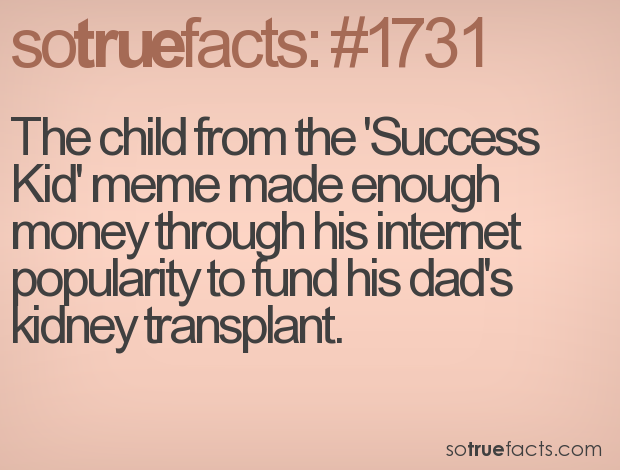 sotruefacts: #1731
The child from the 'Success
Kid' meme made enough
money through his internet
popularity to fund his dad's
kidney transplant.
sotruefacts.com